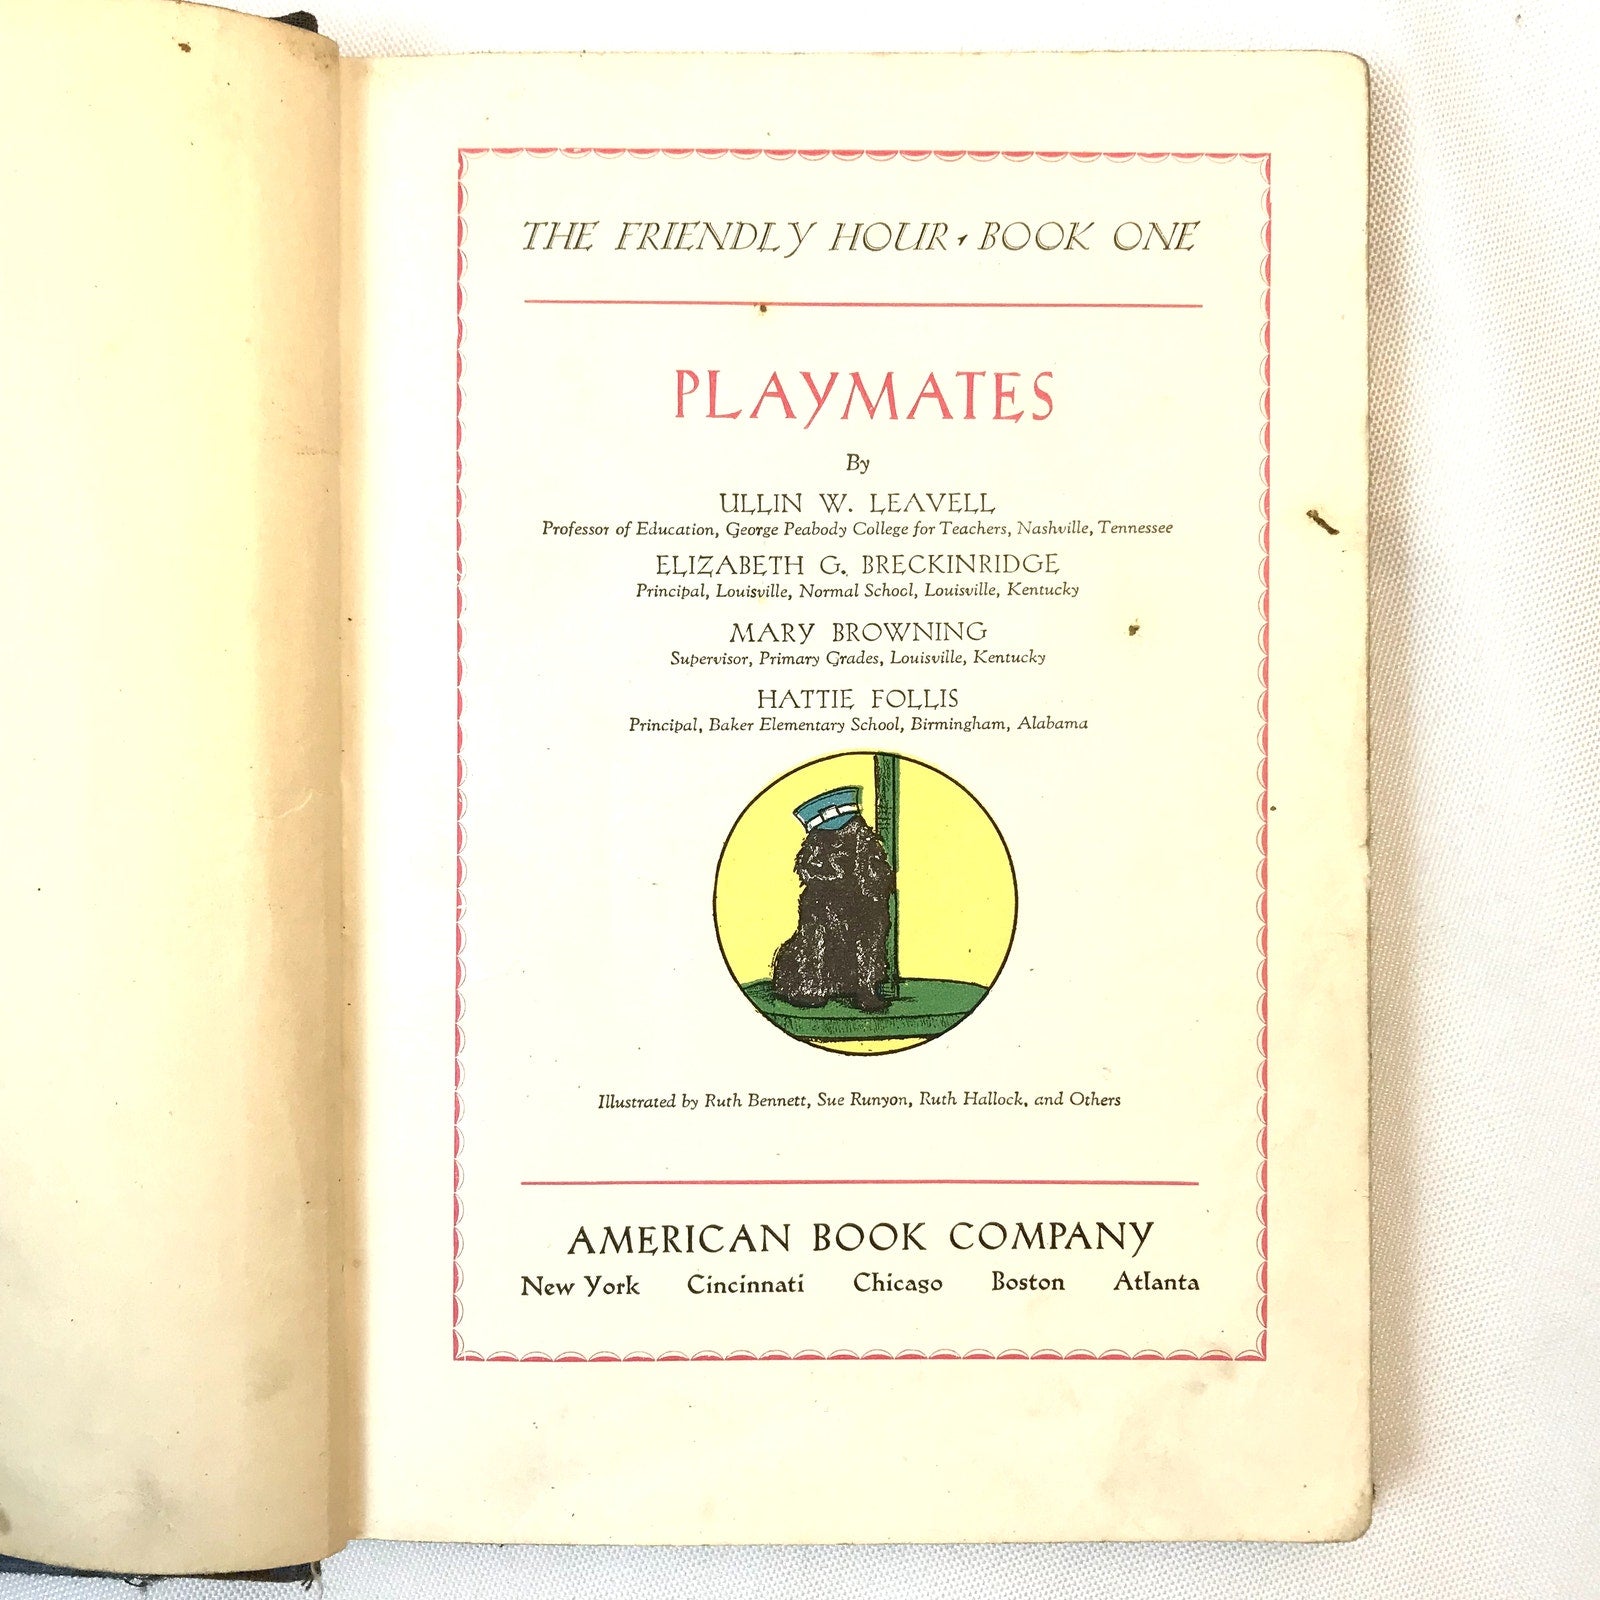 THE FRIENDLY HOUR · BOOK ONE
PLAYMATES
By
ULLIN W. LEAVELL
Professor of Education, George Peabody College for Teachers, Nashville, Tennessee
ELIZABETH G. BRECKINRIDGE
Principal, Louisville, Normal School, Louisville, Kentucky
MARY BROWNING
Supervisor, Primary Grades, Louisville, Kentucky
HATTIE FOLLIS
Principal, Baker Elementary School, Birmingham, Alabama
Illustrated by Ruth Bennett, Sue Runyon, Ruth Hallock, and Others
AMERICAN BOOK COMPANY
New York Cincinnati Chicago Boston Atlanta